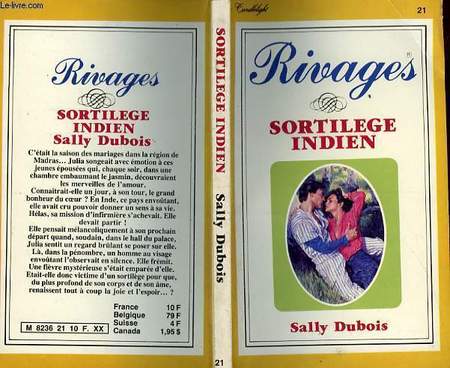 Le-livre.com
Rivages
SORTILEGE
INDIEN
Sally Dubois
C'était la saison des mariages dans la région de
Madras... Julia songeait avec émotion à ces
jeunes épousées qui, chaque soir, dans une
chambre embaumant le jasmin, découvraient
les merveilles de l'amour.
Connaîtrait-elle un jour, à son tour, le grand
bonheur du cœur ? En Inde, ce pays envoûtant,
elle avait cru pouvoir donner un sens à sa vie.
Hélas, sa mission d'infirmière s'achevait. Elle
devait partir !
Elle pensait mélancoliquement à son prochain
départ quand, soudain, dans le hall du palace,
Julia sentit un regard brûlant se poser sur elle.
Là, dans la pénombre, un homme au visage
envoûtant l'observait en silence. Elle frémit.
Une fièvre mystérieuse s'était emparée d'elle.
Etait-elle donc victime d'un sortilège pour que,
du plus profond de son corps et de son âme,
renaissent tout à coup la joie et l'espoir... ?
M 8236 21 10 F. XX
France 10 F
Belgique 79 F
Suisse 4 F
Canada 1,95 $
SORTILEGE INDIEN
Sally Dubois
21
Candlelight
21
Rivages
SORTILEGE
INDIEN
Sally Dubois